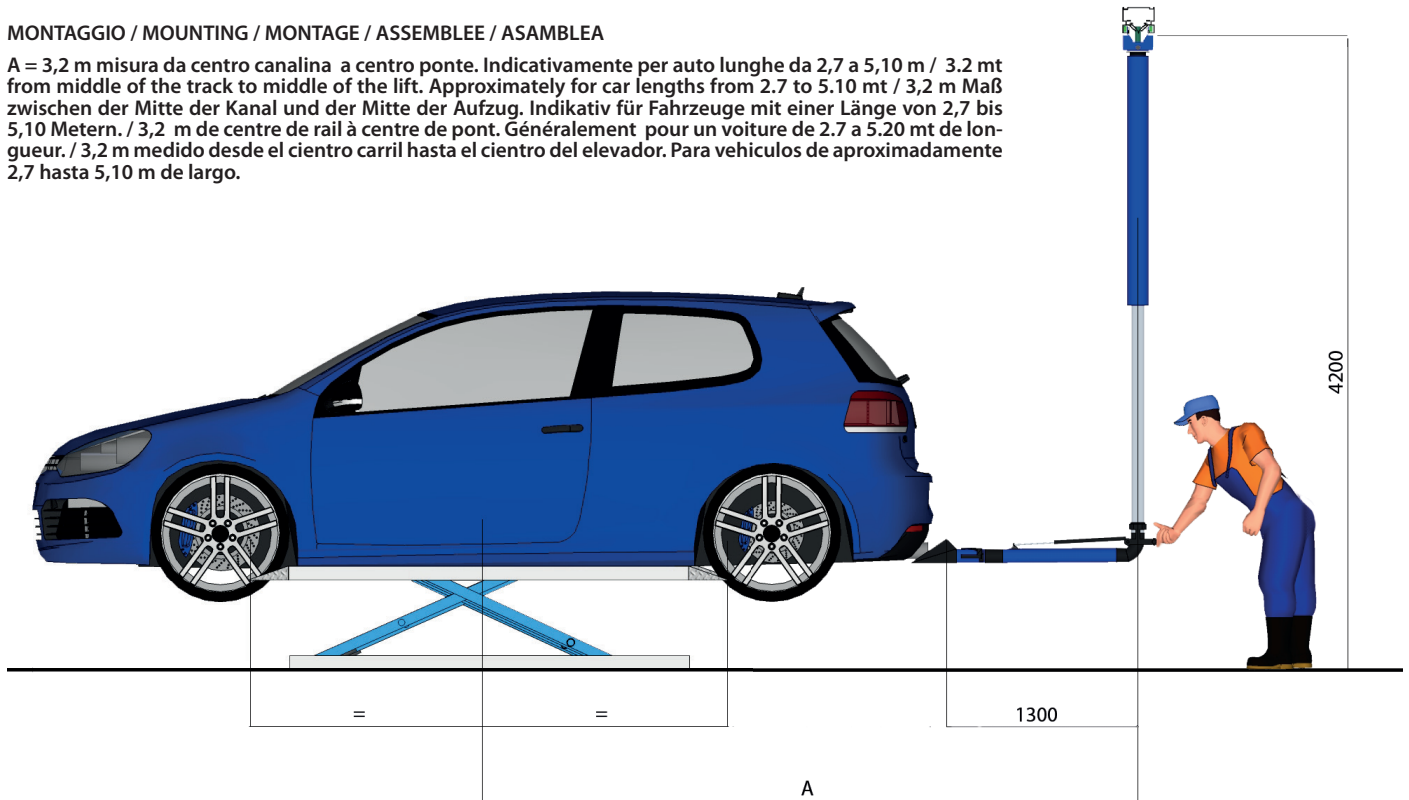 MONTAGGIO / MOUNTING / MONTAGE / ASSEMBLEE / ASAMBLEA
A = 3,2 m misura da centro canalina a centro ponte. Indicativamente per auto lunghe da 2,7 a 5,10 m / 3.2 mt
from middle of the track to middle of the lift. Approximately for car lengths from 2.7 to 5.10 mt / 3,2 m Maß
zwischen der Mitte der Kanal und der Mitte der Aufzug. Indikativ für Fahrzeuge mit einer Länge von 2,7 bis
5,10 Metern. / 3,2 m de centre de rail à centre de pont. Généralement pour un voiture de 2.7 a 5.20 mt de lon-
gueur. / 3,2 m medido desde el cientro carril hasta el cientro del elevador. Para vehiculos de aproximadamente
2,7 hasta 5,10 m de largo.
4200
= =
1300
A